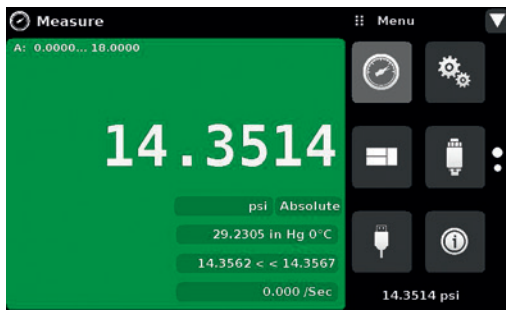 Measure
Menu
A: 0.0000... 18.0000
14.3514
psi Absolute
29.2305 in Hg 0°C
14.3562 < < 14.3567
0.000 /Sec
14.3514 psi